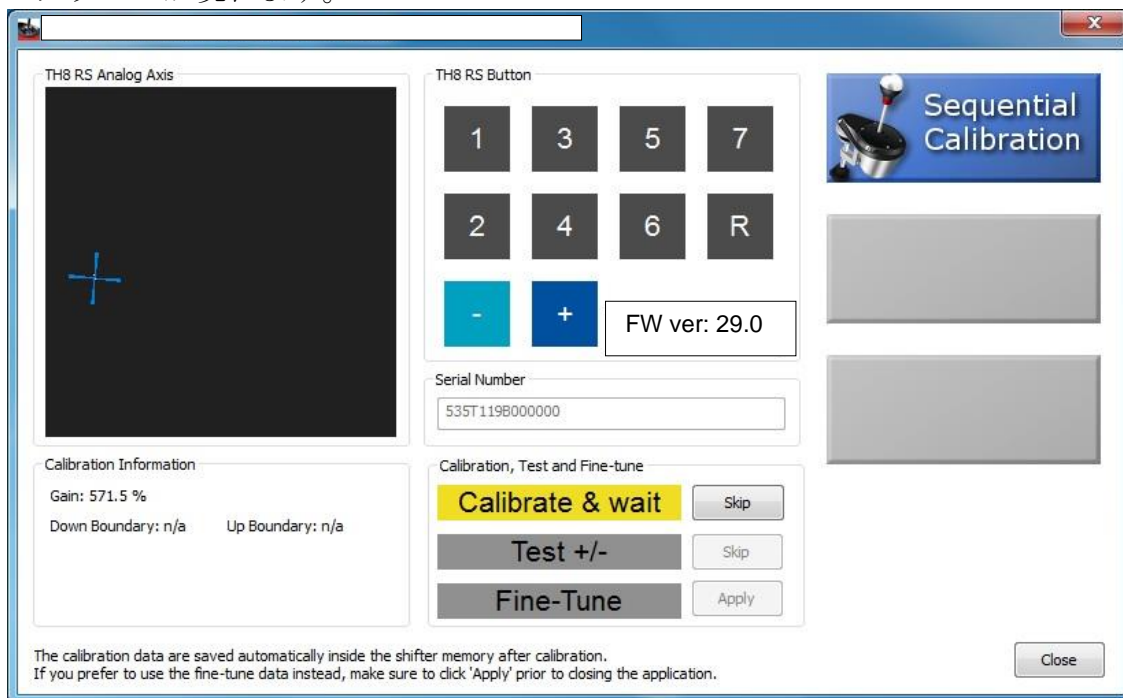 TH8 RS Analog Axis
TH8 RS Button
1 3 5 7
2 4 6 R
- +
FW ver: 29.0
Serial Number
535T119B000000
Sequential
Calibration
Calibration Information
Gain: 571.5 %
Down Boundary: n/a Up Boundary: n/a
Calibration, Test and Fine-tune
Calibrate & wait Skip
Test +/- Skip
Fine-Tune Apply
The calibration data are saved automatically inside the shifter memory after calibration.
If you prefer to use the fine-tune data instead, make sure to click 'Apply' prior to closing the application.
Close